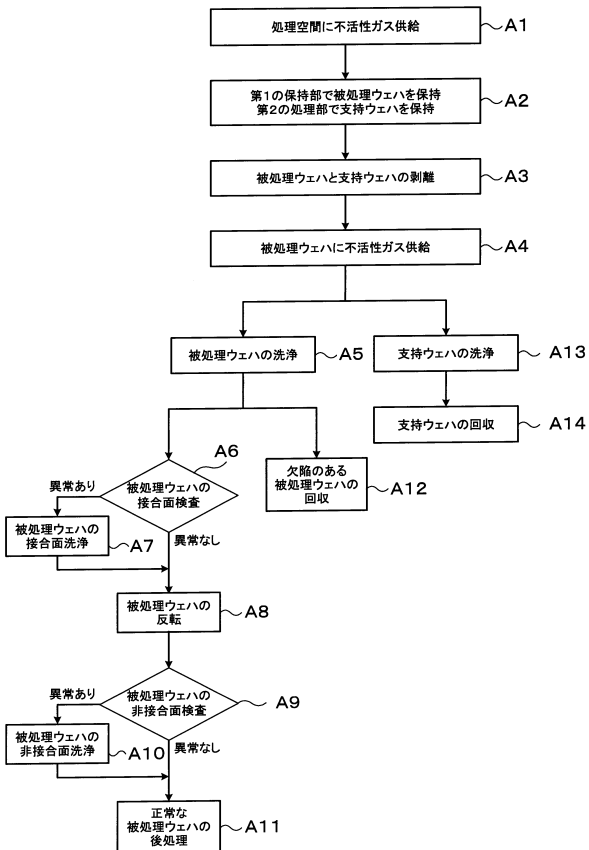 処理空間に不活性ガス供給
A1
第1の保持部で被処理ウェハを保持
第2の処理部で支持ウェハを保持
A2
被処理ウェハと支持ウェハの剥離
A3
被処理ウェハに不活性ガス供給
A4
被処理ウェハの洗浄
A5
支持ウェハの洗浄
A13
支持ウェハの回収
A14
A6
被処理ウェハの
接合面検査
欠陥のある
被処理ウェハの
回収
A12
異常あり
被処理ウェハの
接合面洗浄
A7
異常なし
被処理ウェハの
反転
A8
被処理ウェハの
非接合面検査
A9
異常あり
被処理ウェハの
非接合面洗浄
A10
異常なし
正常な
被処理ウェハの
後処理
A11